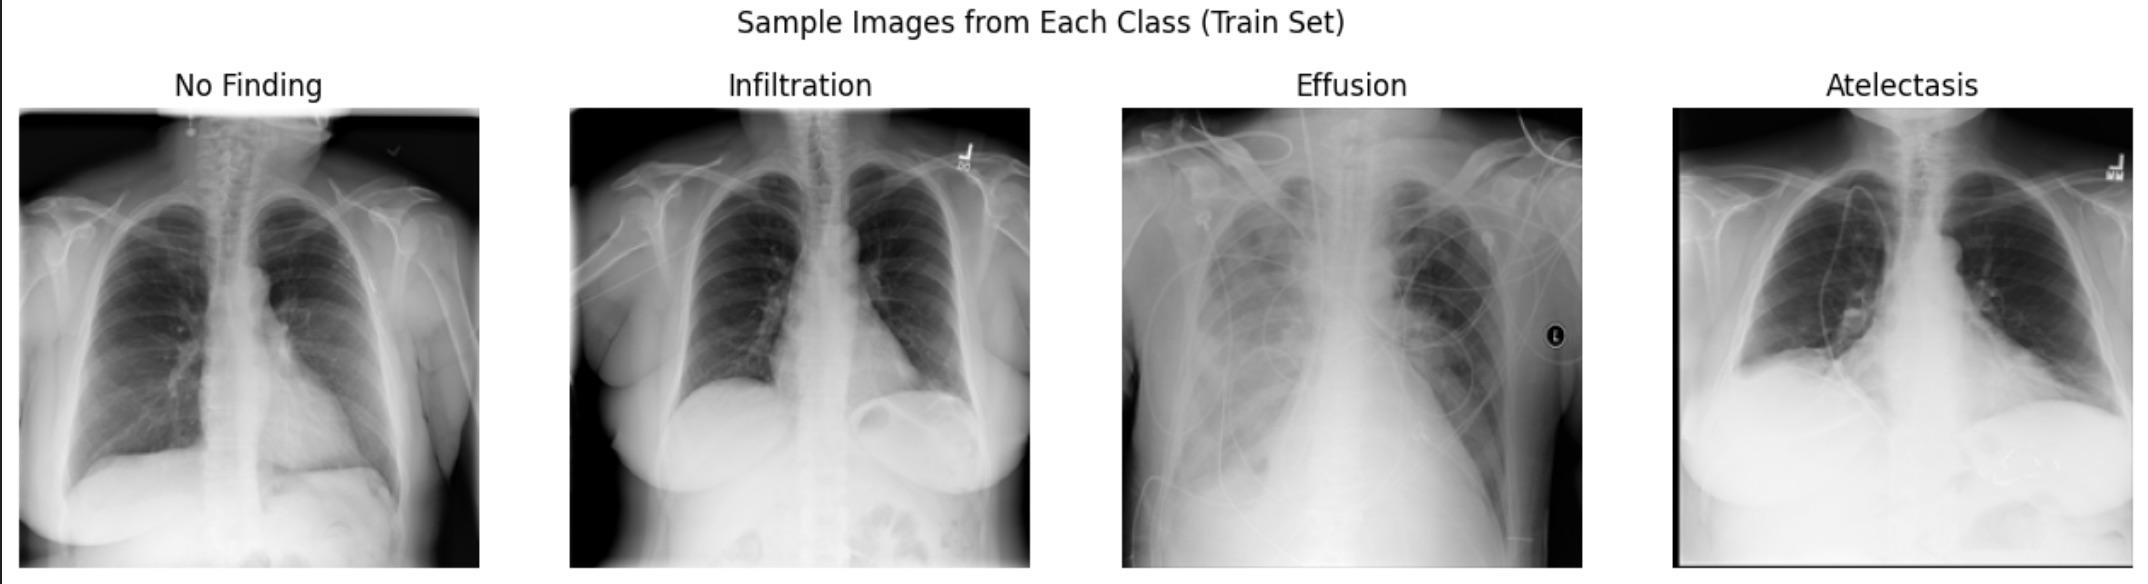 Sample Images from Each Class (Train Set)
No Finding
Infiltration
Effusion
Atelectasis
L
L
L